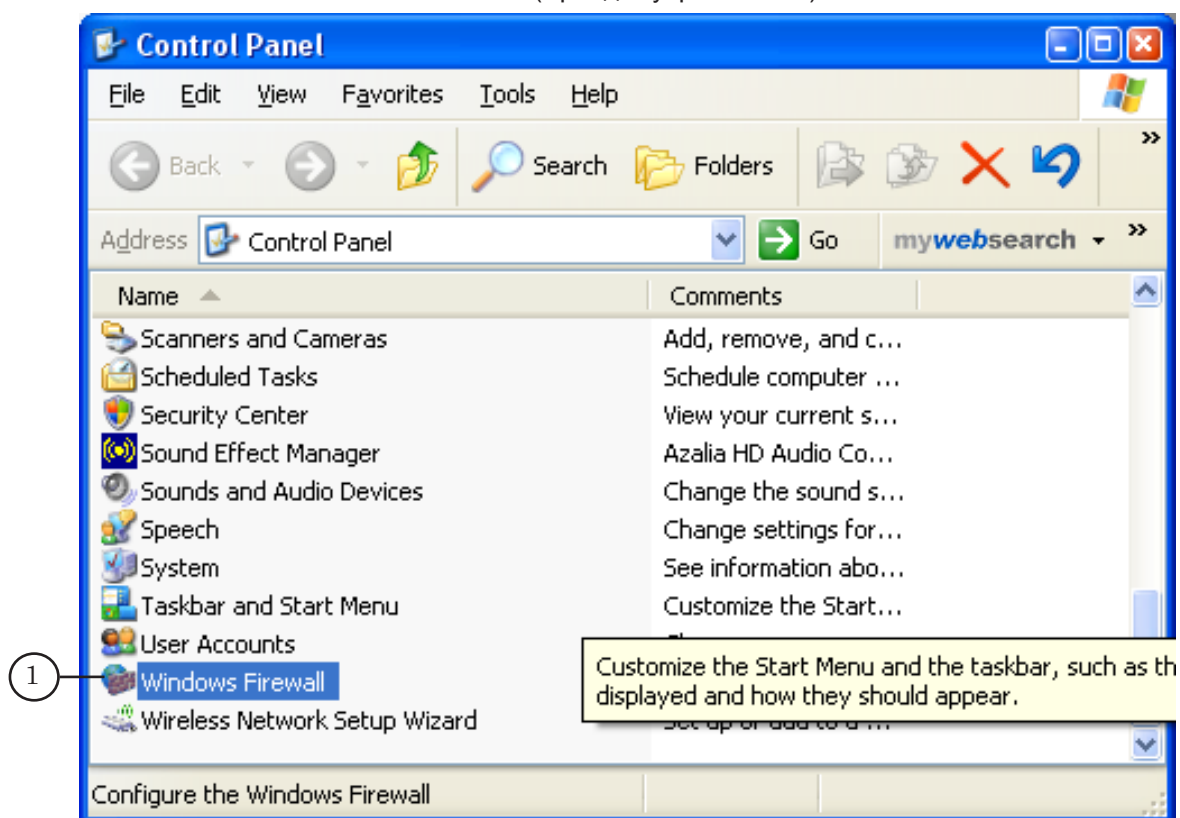 Control Panel
File Edit View Favorites Tools Help
Back Search Folders »
Address Control Panel Go mywebsearch »
Name Comments
Scanners and Cameras Add, remove, and c...
Scheduled Tasks Schedule computer ...
Security Center View your current s...
Sound Effect Manager Azalia HD Audio Co...
Sounds and Audio Devices Change the sound s...
Speech Change settings for...
System See information abo...
Taskbar and Start Menu Customize the Start...
User Accounts
1 Windows Firewall
Customize the Start Menu and the taskbar, such as th
displayed and how they should appear.
Wireless Network Setup Wizard
Configure the Windows Firewall